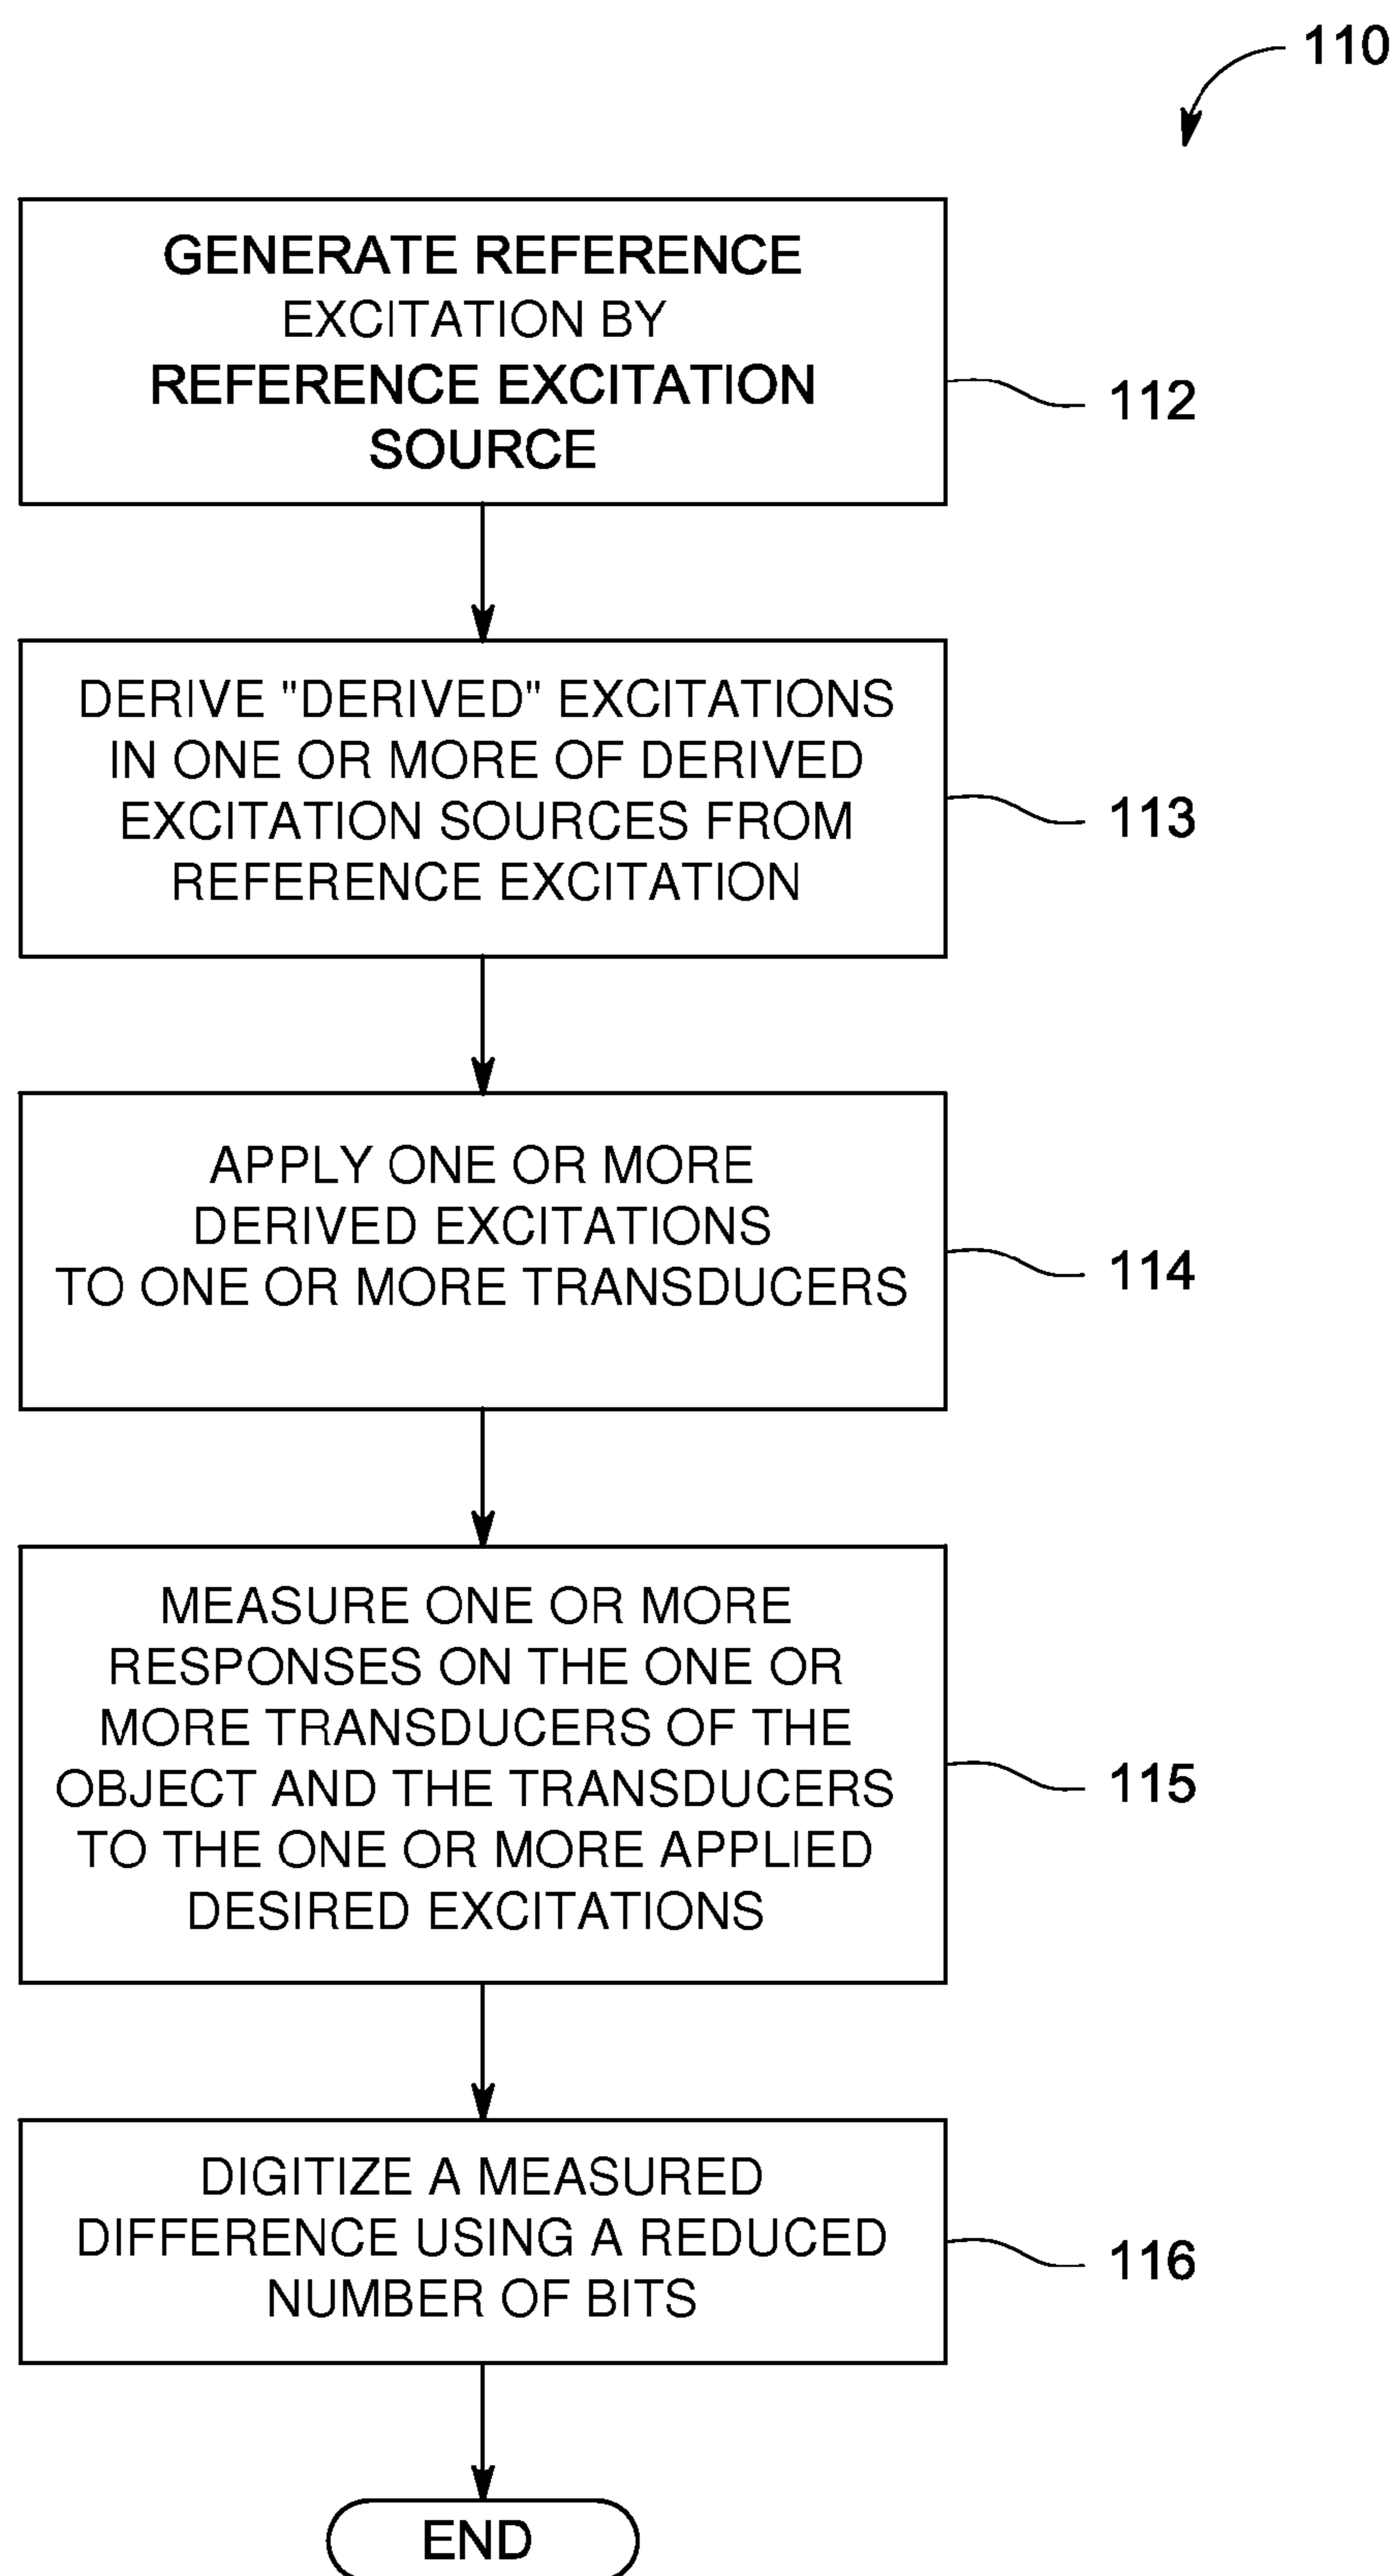 110
GENERATE REFERENCE
EXCITATION BY
REFERENCE EXCITATION
SOURCE
112
DERIVE "DERIVED" EXCITATIONS
IN ONE OR MORE OF DERIVED
EXCITATION SOURCES FROM
REFERENCE EXCITATION
113
APPLY ONE OR MORE
DERIVED EXCITATIONS
TO ONE OR MORE TRANSDUCERS
114
MEASURE ONE OR MORE
RESPONSES ON THE ONE OR
MORE TRANSDUCERS OF THE
OBJECT AND THE TRANSDUCERS
TO THE ONE OR MORE APPLIED
DESIRED EXCITATIONS
115
DIGITIZE A MEASURED
DIFFERENCE USING A REDUCED
NUMBER OF BITS
116
END